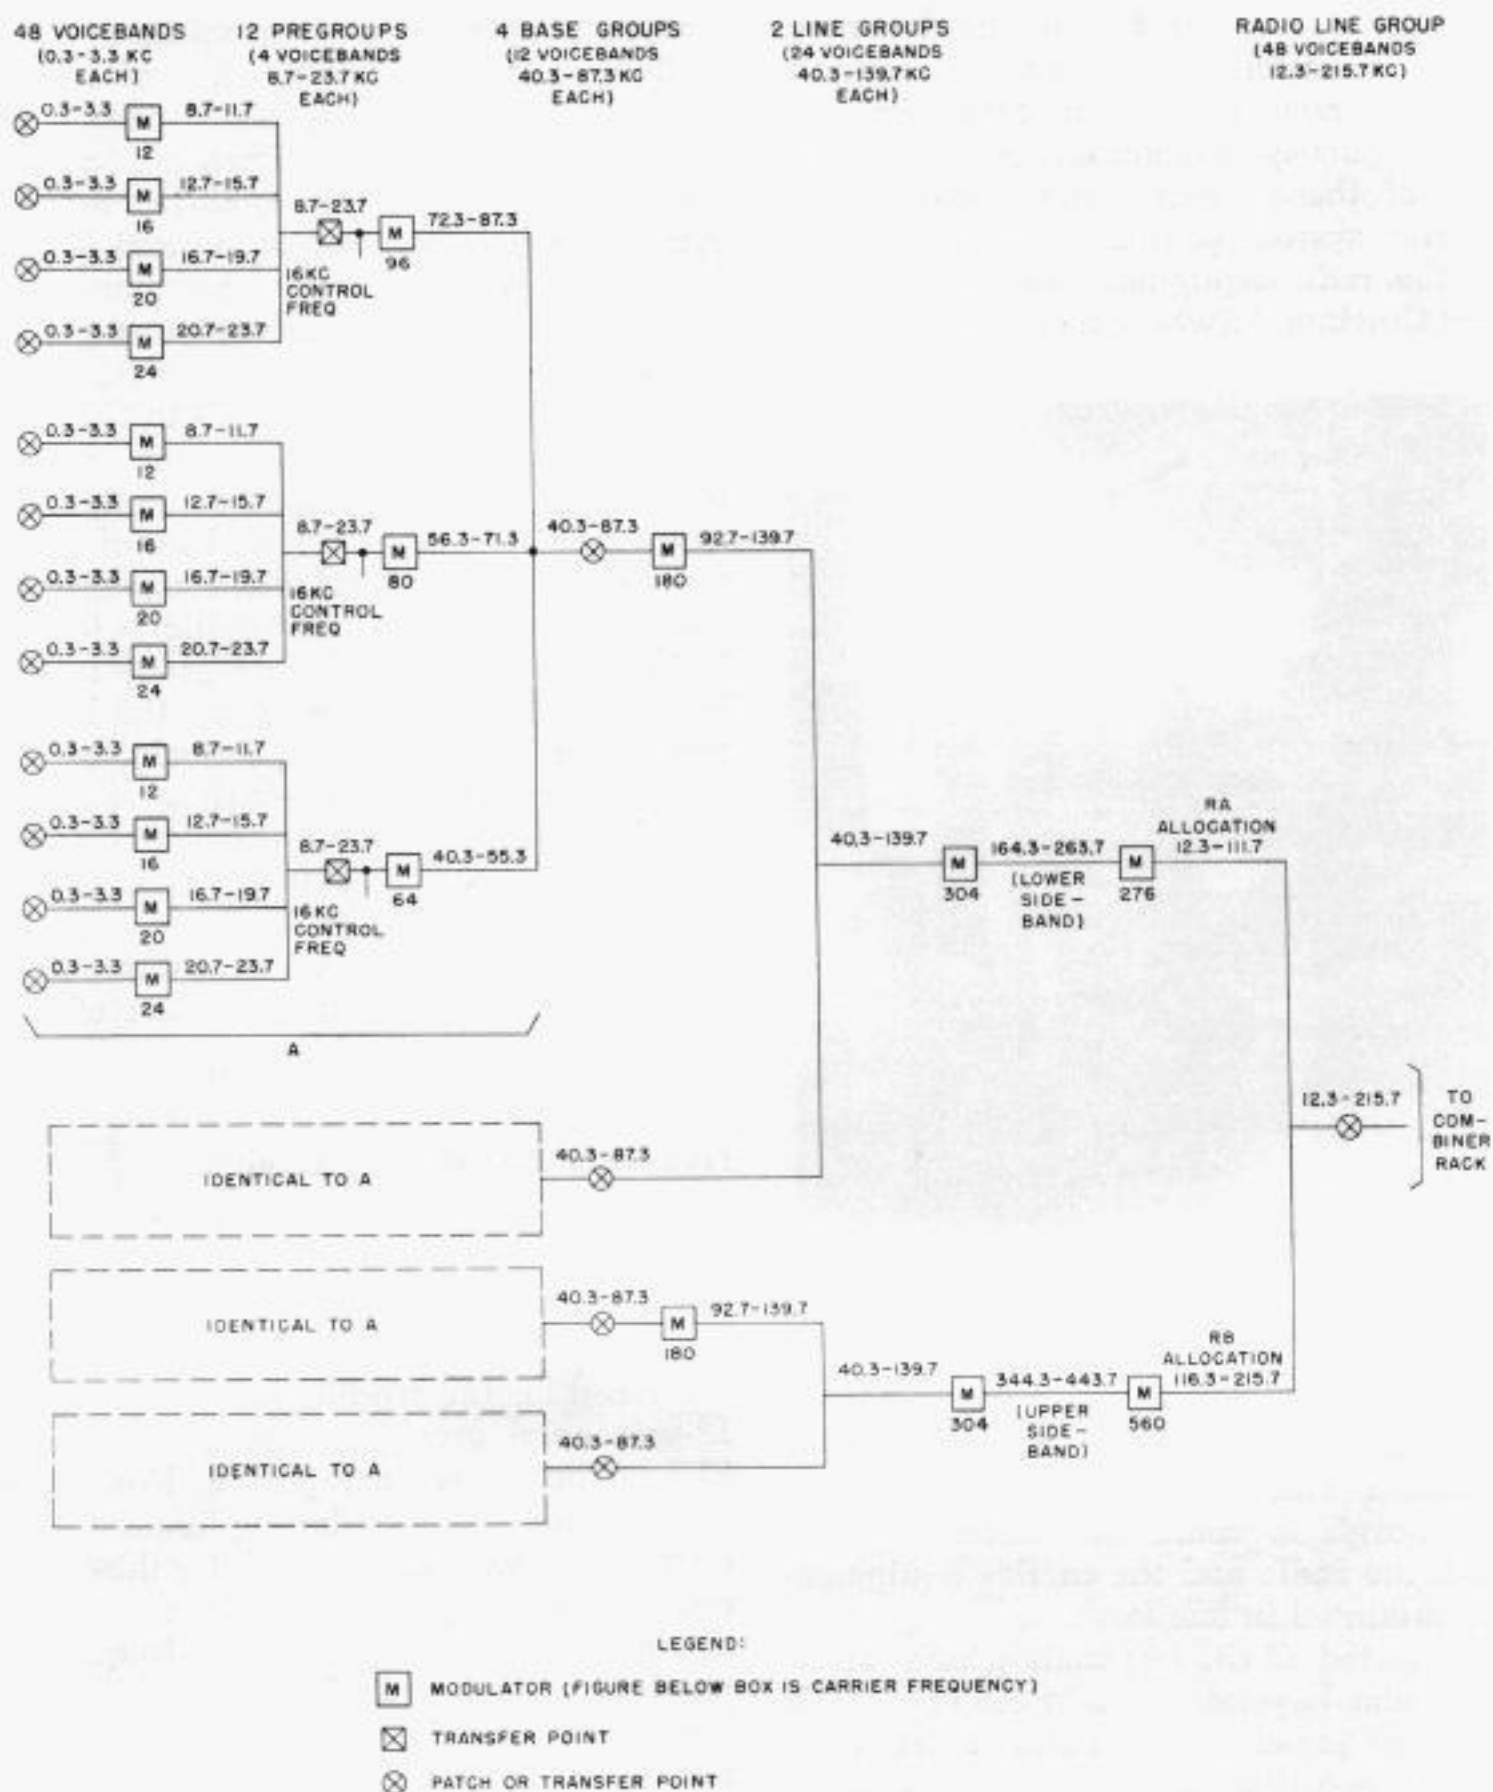 48 VOICEBANDS
(0.3-3.3 KC
EACH)
12 PREGROUPS
(4 VOICEBANDS
8.7-23.7 KC
EACH)
4 BASE GROUPS
(12 VOICEBANDS
40.3-87.3 KC
EACH)
2 LINE GROUPS
(24 VOICEBANDS
40.3-139.7 KC
EACH)
RADIO LINE GROUP
(48 VOICEBANDS
12.3-215.7 KC)
0.3-3.3 M 8.7-11.7
12
0.3-3.3 M 12.7-15.7
16
0.3-3.3 M 16.7-19.7
20
0.3-3.3 M 20.7-23.7
24
8.7-23.7 M 72.3-87.3
96
16 KC
CONTROL
FREQ
0.3-3.3 M 8.7-11.7
12
0.3-3.3 M 12.7-15.7
16
0.3-3.3 M 16.7-19.7
20
0.3-3.3 M 20.7-23.7
24
8.7-23.7 M 56.3-71.3
80
16 KC
CONTROL
FREQ
40.3-87.3 M 92.7-139.7
180
0.3-3.3 M 8.7-11.7
12
0.3-3.3 M 12.7-15.7
16
0.3-3.3 M 16.7-19.7
20
0.3-3.3 M 20.7-23.7
24
8.7-23.7 M 40.3-55.3
64
16 KC
CONTROL
FREQ
A
40.3-139.7 M 164.3-263.7 M
304
(LOWER
SIDE-
BAND)
276
RA
ALLOCATION
12.3-111.7
12.3-215.7
TO
COM-
BINER
RACK
IDENTICAL TO A
40.3-87.3
IDENTICAL TO A
40.3-87.3 M 92.7-139.7
180
IDENTICAL TO A
40.3-87.3
40.3-139.7 M 344.3-443.7 M
304
(UPPER
SIDE-
BAND)
560
RB
ALLOCATION
116.3-215.7
LEGEND:
M MODULATOR (FIGURE BELOW BOX IS CARRIER FREQUENCY)
TRANSFER POINT
PATCH OR TRANSFER POINT